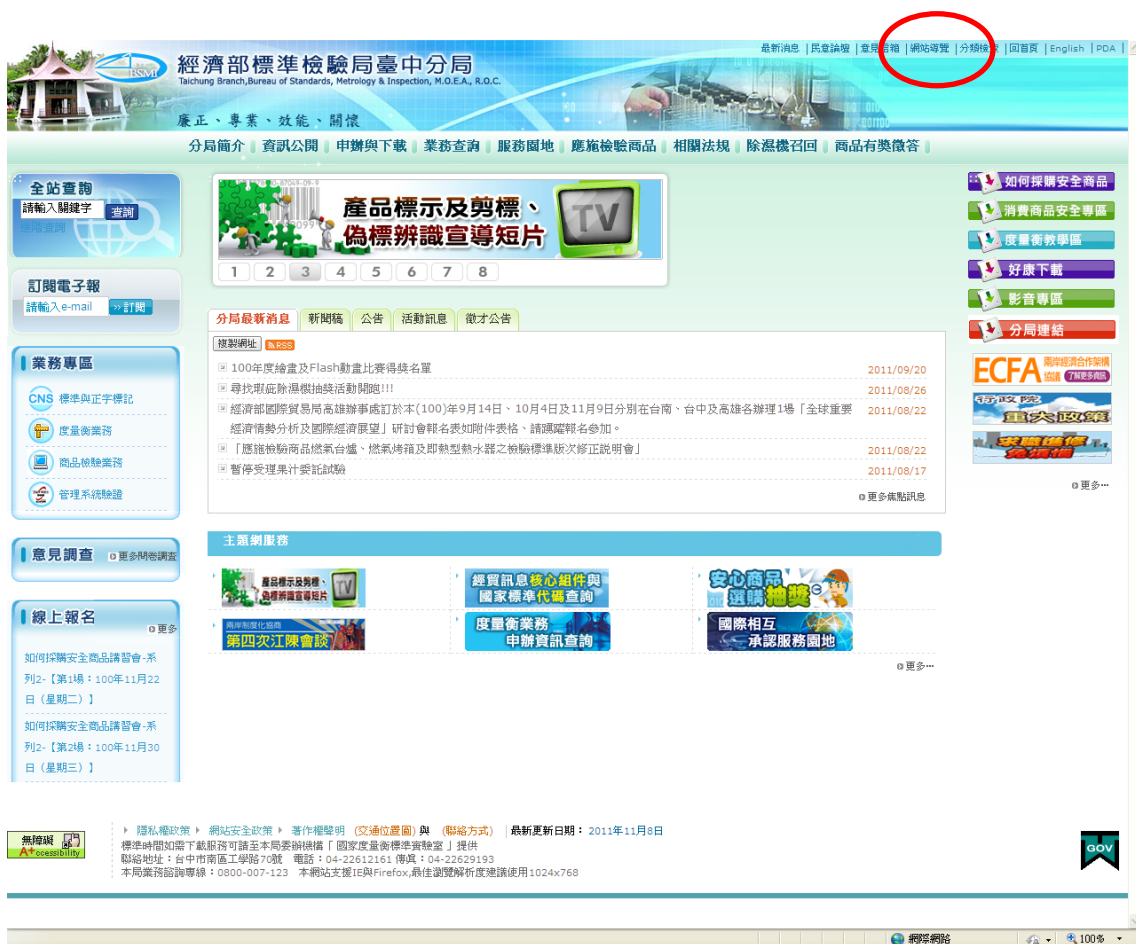 最新消息 | 民意論壇 | 意見信箱 | 網站導覽 | 分類檢索 | 回首頁 | English | PDA |
BSMI
經濟部標準檢驗局臺中分局
Taichung Branch,Bureau of Standards, Metrology & Inspection, M.O.E.A., R.O.C.
廉正、專業、效能、關懷
分局簡介 資訊公開 申辦與下載 業務查詢 服務園地 應施檢驗商品 相關法規 除濕機召回 商品有獎徵答
全站查詢
請輸入關鍵字 查詢
進階查詢
訂閱電子報
請輸入e-mail »訂閱
業務專區
CNS 標準與正字標記
度量衡業務
商品檢驗業務
管理系統驗證
意見調查 更多問卷調查
線上報名
更多
如何採購安全商品講習會-系
列2-【第1場：100年11月22
日（星期二）】
如何採購安全商品講習會-系
列2-【第2場：100年11月30
日（星期三）】
產品標示及剪標、
偽標辨識宣導短片
TV
1 2 3 4 5 6 7 8
分局最新消息 新聞稿 公告 活動訊息 徵才公告
複製網址 RSS
100年度繪畫及Flash動畫比賽得獎名單 2011/09/20
尋找瑕疵除濕機抽獎活動開跑!!! 2011/08/26
經濟部國際貿易局高雄辦事處訂於本(100)年9月14日、10月4日及11月9日分別在台南、台中及高雄各辦理1場「全球重要 2011/08/22
經濟情勢分析及國際經濟展望」研討會報名表如附件表格、請踴躍報名參加。
「應施檢驗商品燃氣台爐、燃氣烤箱及即熱型熱水器之檢驗標準版次修正説明會」 2011/08/22
暫停受理果汁委託試驗 2011/08/17
更多焦點訊息
主題網服務
產品標示及剪標、
偽標辨識宣導短片
TV
經貿訊息核心組件與
國家標準代碼查詢
安心商品
選購抽獎
兩岸制度化協商
第四次江陳會談
度量衡業務
申辦資訊查詢
國際相互
承認服務園地
更多…
如何採購安全商品
消費商品安全專區
度量衡教學區
好康下載
影音專區
分局連結
ECFA 兩岸經濟合作架構
協議 了解更多資訊
行政院
重大政策
求職進修
免煩惱
更多…
無障礙
A+ccessibility
隱私權政策 網站安全政策 著作權聲明 (交通位置圖) 與 (聯絡方式) 最新更新日期： 2011年11月8日
標準時間如需下載服務可請至本局委辦機構「國家度量衡標準實驗室」提供
聯絡地址：台中市南區工學路70號 電話：04-22612161 傳真：04-22629193
本局業務諮詢專線：0800-007-123 本網站支援IE與Firefox,最佳瀏覽解析度建議使用1024x768
GOV
網際網路 100%